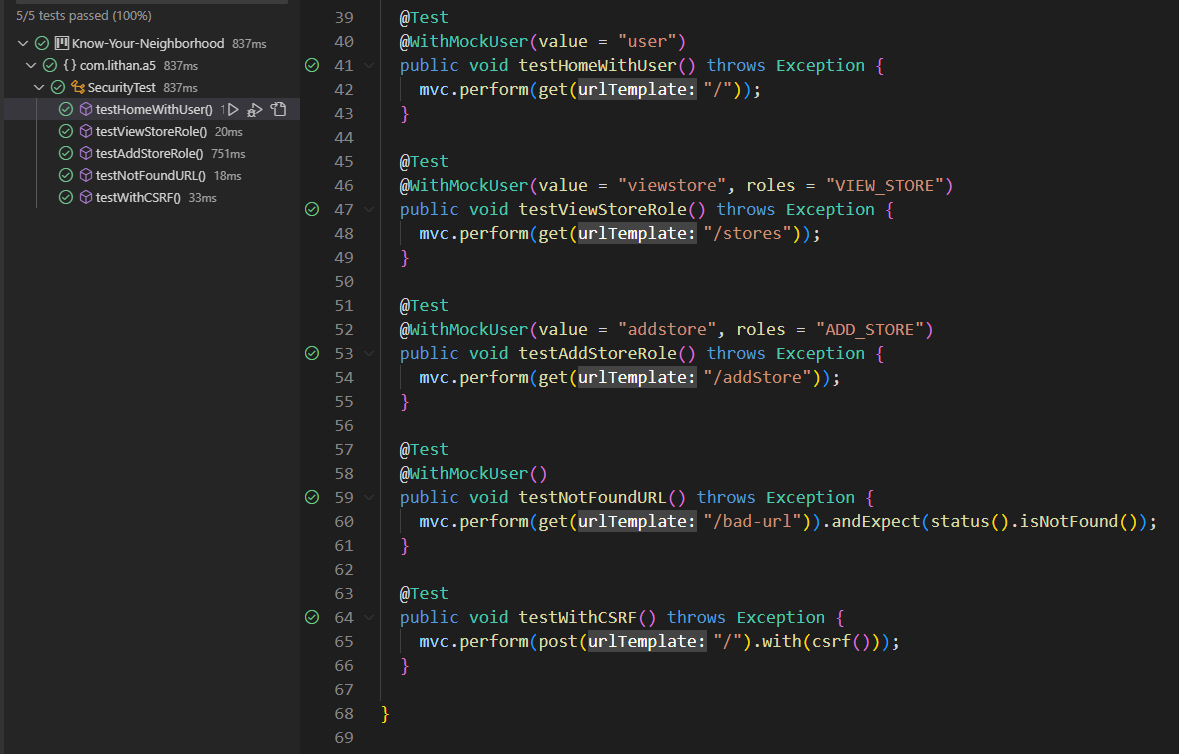 5/5 tests passed (100%)
Know-Your-Neighborhood 837ms
{} com.lithan.a5 837ms
SecurityTest 837ms
testHomeWithUser() 1
testViewStoreRole() 20ms
testAddStoreRole() 751ms
testNotFoundURL() 18ms
testWithCSRF() 33ms
39 @Test
40 @WithMockUser(value = "user")
41 public void testHomeWithUser() throws Exception {
42 mvc.perform(get(urlTemplate: "/"));
43 }
44
45 @Test
46 @WithMockUser(value = "viewstore", roles = "VIEW_STORE")
47 public void testViewStoreRole() throws Exception {
48 mvc.perform(get(urlTemplate: "/stores"));
49 }
50
51 @Test
52 @WithMockUser(value = "addstore", roles = "ADD_STORE")
53 public void testAddStoreRole() throws Exception {
54 mvc.perform(get(urlTemplate: "/addStore"));
55 }
56
57 @Test
58 @WithMockUser()
59 public void testNotFoundURL() throws Exception {
60 mvc.perform(get(urlTemplate: "/bad-url")).andExpect(status().isNotFound());
61 }
62
63 @Test
64 public void testWithCSRF() throws Exception {
65 mvc.perform(post(urlTemplate: "/").with(csrf()));
66 }
67
68 }
69